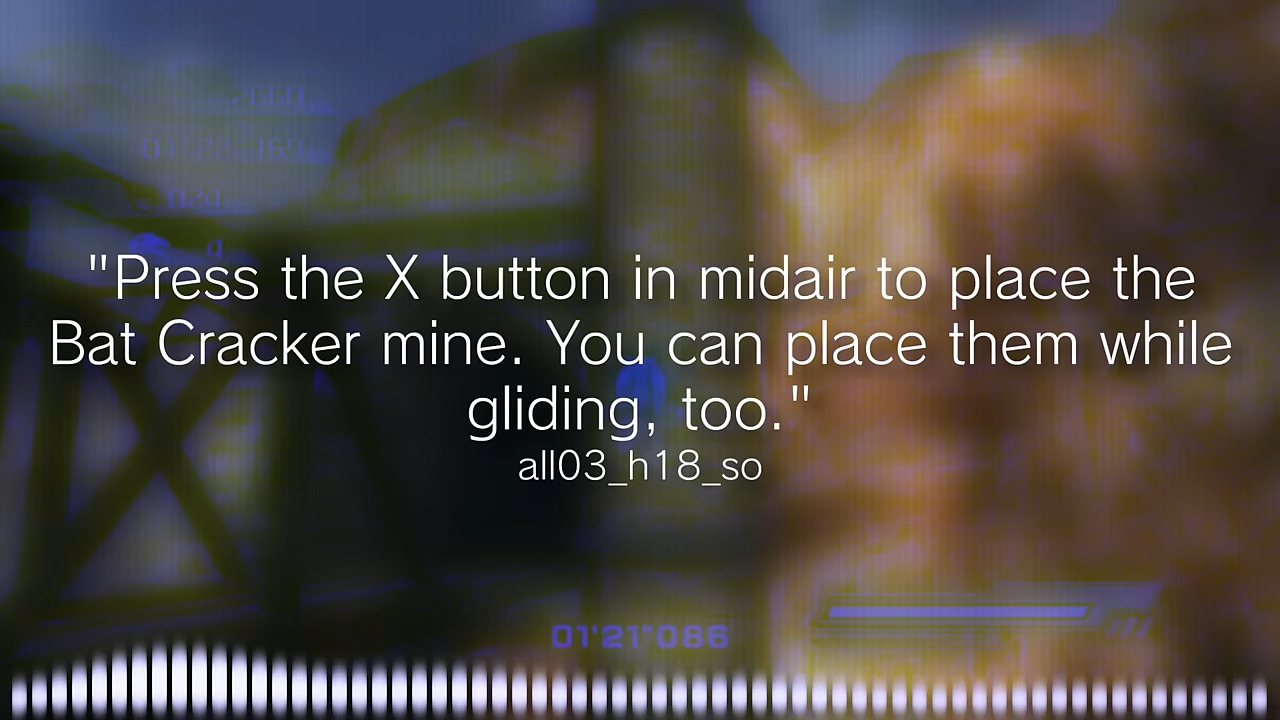 "Press the X button in midair to place the
Bat Cracker mine. You can place them while
gliding, too."
all03_h18_so
01'21"086